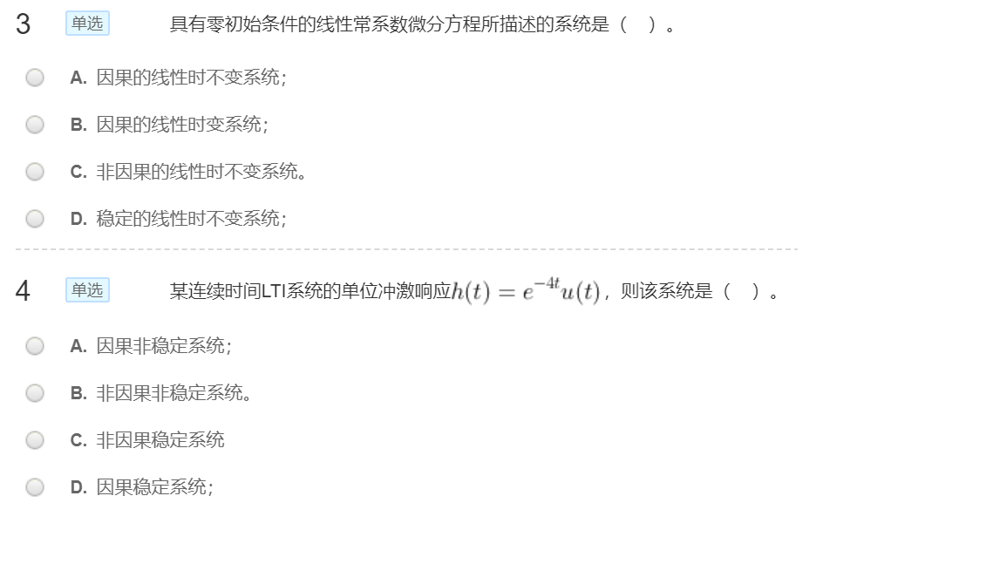 3 单选 具有零初始条件的线性常系数微分方程所描述的系统是（ ）。
A. 因果的线性时不变系统；
B. 因果的线性时变系统；
C. 非因果的线性时不变系统。
D. 稳定的线性时不变系统；
4 单选 某连续时间LTI系统的单位冲激响应h(t) = e^{-4t}u(t)，则该系统是（ ）。
A. 因果非稳定系统；
B. 非因果非稳定系统。
C. 非因果稳定系统
D. 因果稳定系统；